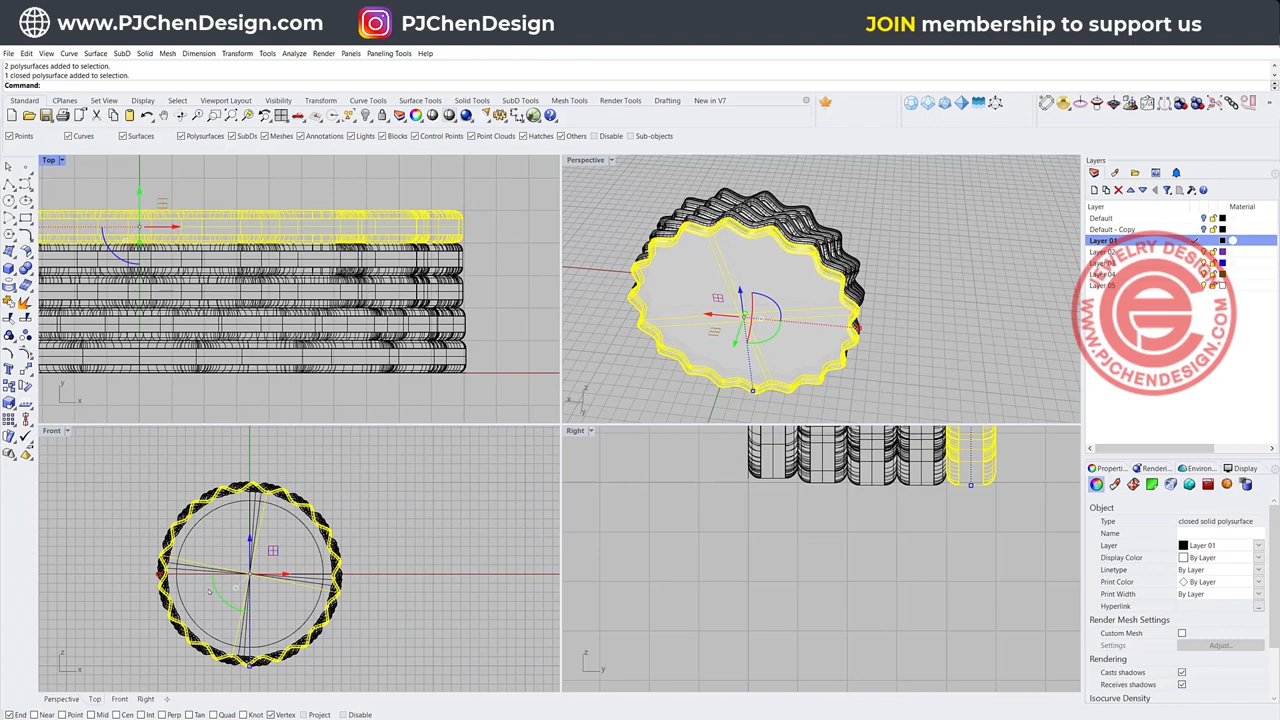 www.PJChenDesign.com PJChenDesign JOIN membership to support us
File Edit View Curve Surface SubD Solid Mesh Dimension Transform Tools Analyze Render Panels Paneling Tools Help
2 polysurfaces added to selection.
1 closed polysurface added to selection.
Command:
Standard CPlanes Set View Display Select Viewport Layout Visibility Transform Curve Tools Surface Tools Solid Tools SubD Tools Mesh Tools Render Tools Drafting New in V7
Points Curves Surfaces Polysurfaces SubDs Meshes Annotations Lights Blocks Control Points Point Clouds Hatches Others Disable Sub-objects
Top
Perspective
Layers
Layer Material
Default
Default - Copy
Layer 01
Layer 02
Layer 03
Layer 04
Layer 05
JEWELRY DESIGN
WWW.PJCHENDESIGN.COM
y
x
z
x
y
Front
Right
Properti... Renderi... Environ... Display
Object
Type closed solid polysurface
Name
Layer Layer 01
Display Color By Layer
Linetype By Layer
Print Color By Layer
Print Width By Layer
Hyperlink ...
Render Mesh Settings
Custom Mesh
Settings Adjust...
Rendering
Casts shadows
Receives shadows
Isocurve Density
z
x
z
y
Perspective Top Front Right
End Near Point Mid Cen Int Perp Tan Quad Knot Vertex Project Disable